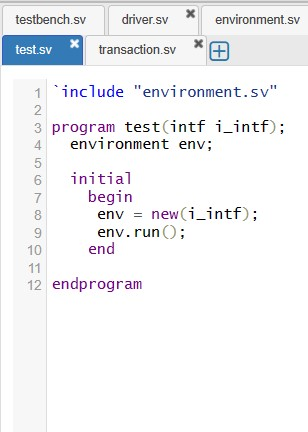 testbench.sv driver.sv environment.sv
test.sv transaction.sv
1 `include "environment.sv"
2
3 program test(intf i_intf);
4 environment env;
5
6 initial
7 begin
8 env = new(i_intf);
9 env.run();
10 end
11
12 endprogram